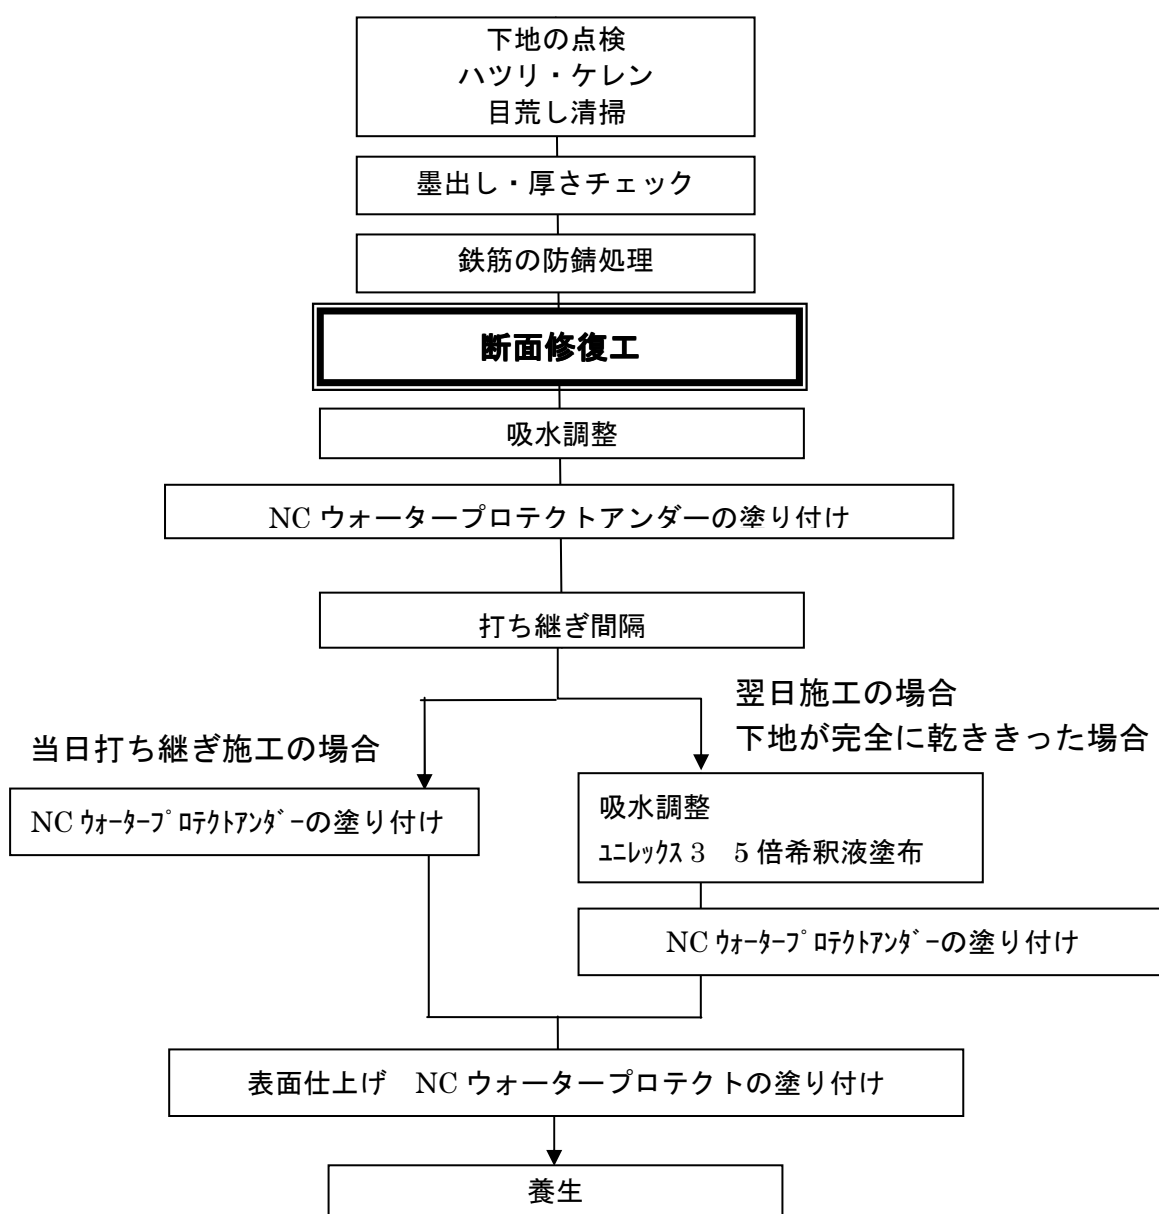 下地の点検
ハツリ・ケレン
目荒し清掃
墨出し・厚さチェック
鉄筋の防錆処理
断面修復工
吸水調整
NC ウォータープロテクトアンダーの塗り付け
打ち継ぎ間隔
翌日施工の場合
下地が完全に乾ききった場合
当日打ち継ぎ施工の場合
NC ｳｫｰﾀｰﾌﾟﾛﾃｸﾄｱﾝﾀﾞｰの塗り付け
吸水調整
ﾕﾆﾚｯｸｽ 3　5 倍希釈液塗布
NC ｳｫｰﾀｰﾌﾟﾛﾃｸﾄｱﾝﾀﾞｰの塗り付け
表面仕上げ　NC ウォータープロテクトの塗り付け
養生